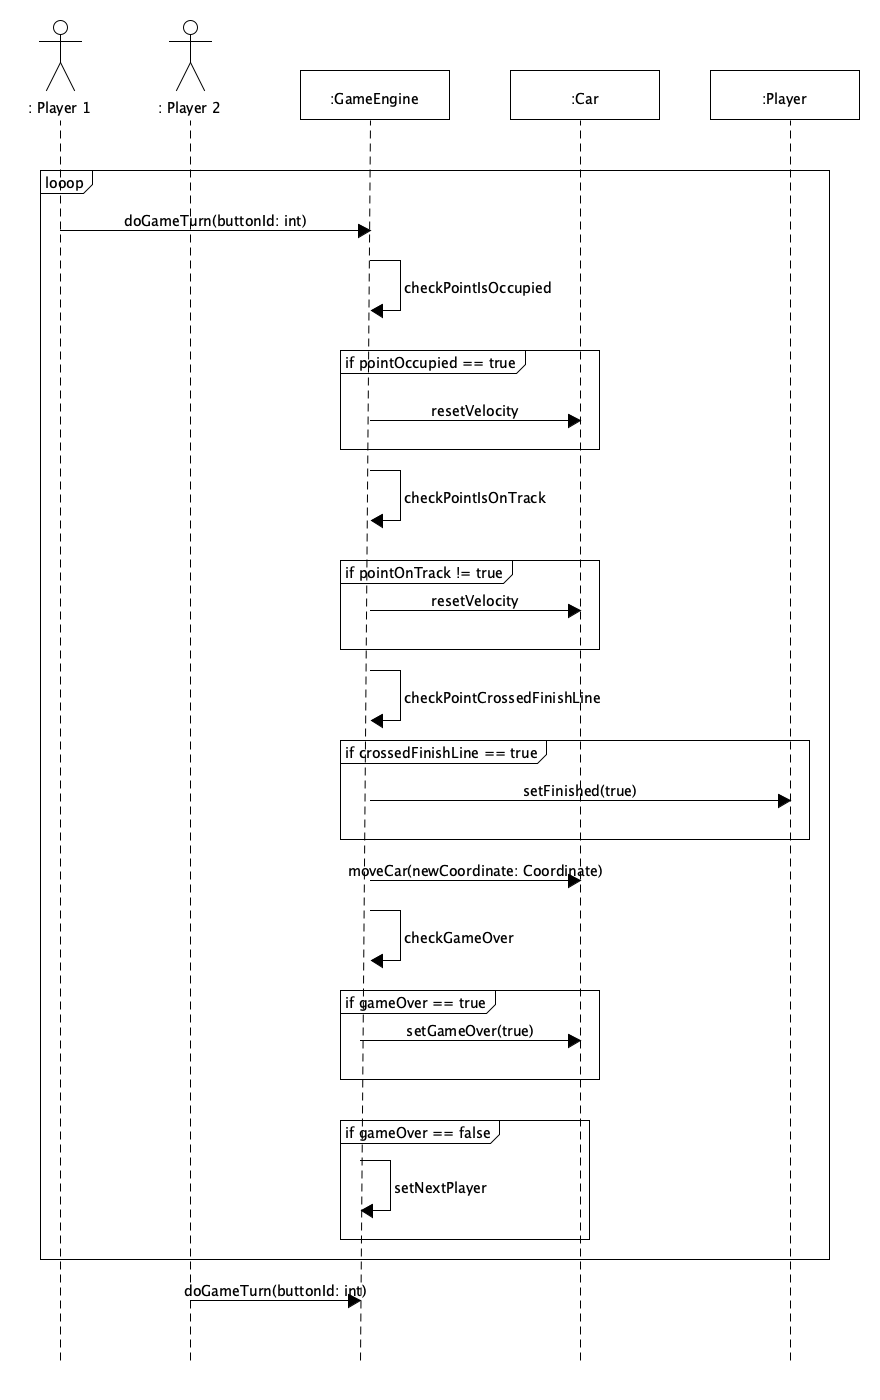 : Player 1
: Player 2
:GameEngine
:Car
:Player
looop
doGameTurn(buttonId: int)
checkPointIsOccupied
if pointOccupied == true
resetVelocity
checkPointIsOnTrack
if pointOnTrack != true
resetVelocity
checkPointCrossedFinishLine
if crossedFinishLine == true
setFinished(true)
moveCar(newCoordinate: Coordinate)
checkGameOver
if gameOver == true
setGameOver(true)
if gameOver == false
setNextPlayer
doGameTurn(buttonId: int)